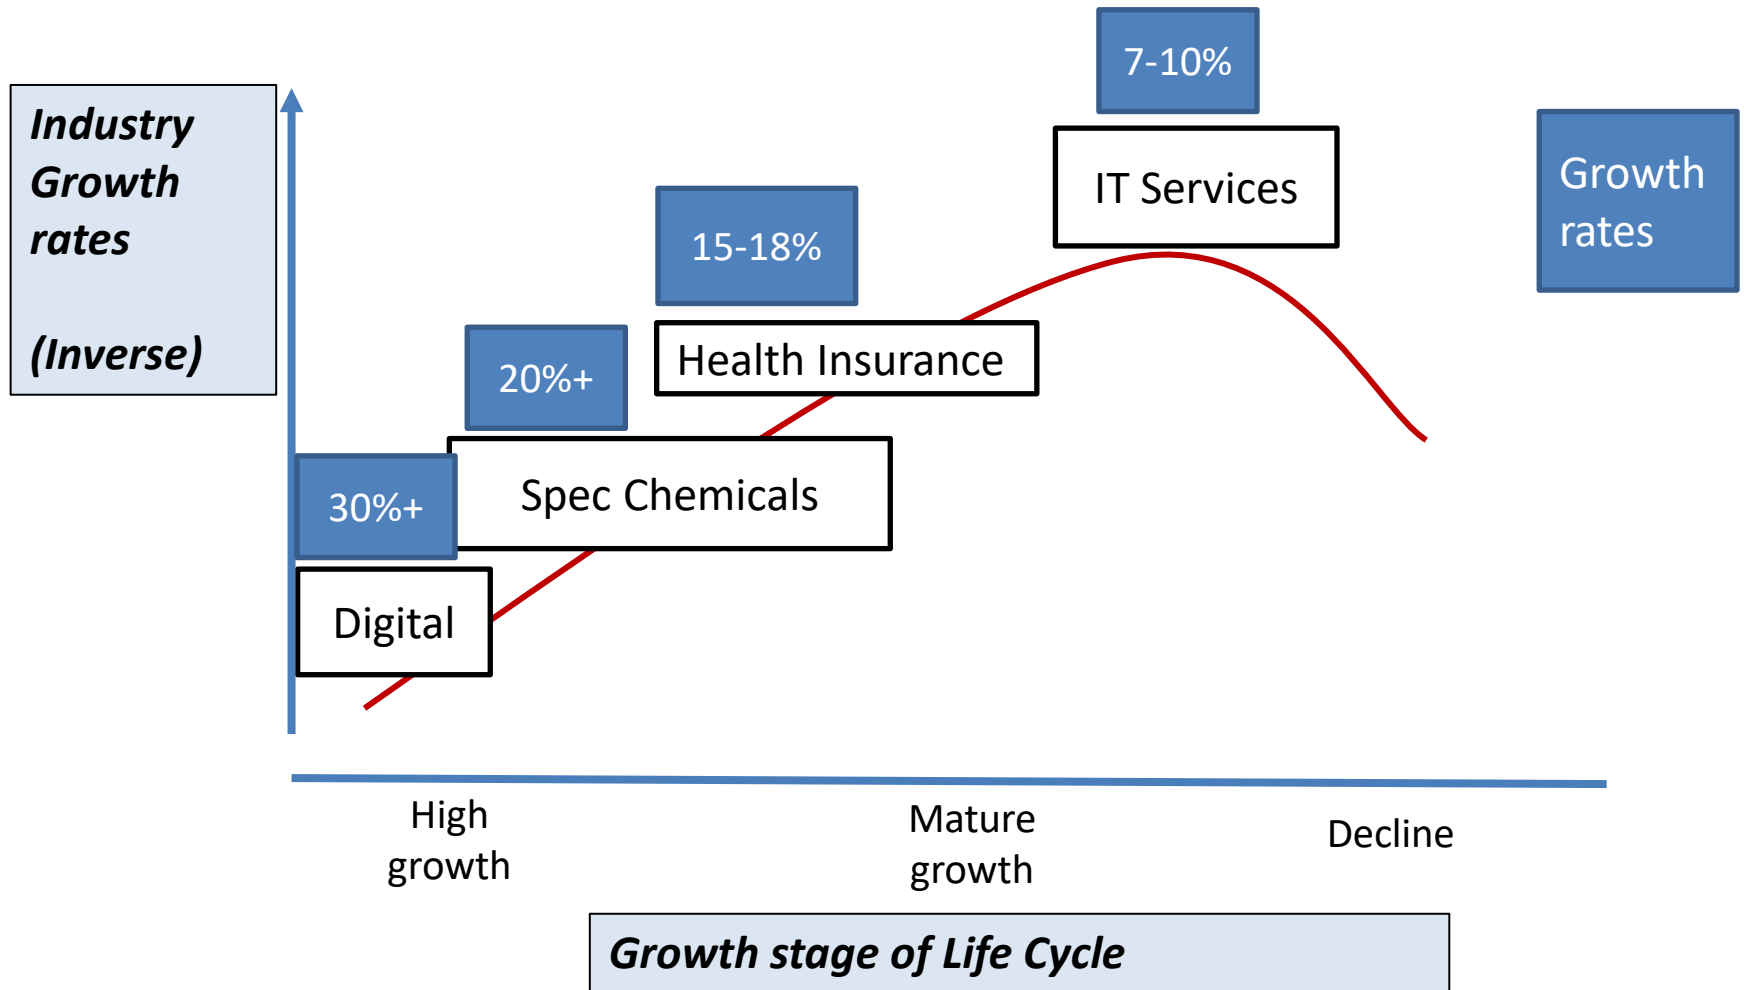 Industry
Growth
rates
(Inverse)
7-10%
IT Services
Growth
rates
15-18%
Health Insurance
20%+
Spec Chemicals
30%+
Digital
High
growth
Mature
growth
Decline
Growth stage of Life Cycle